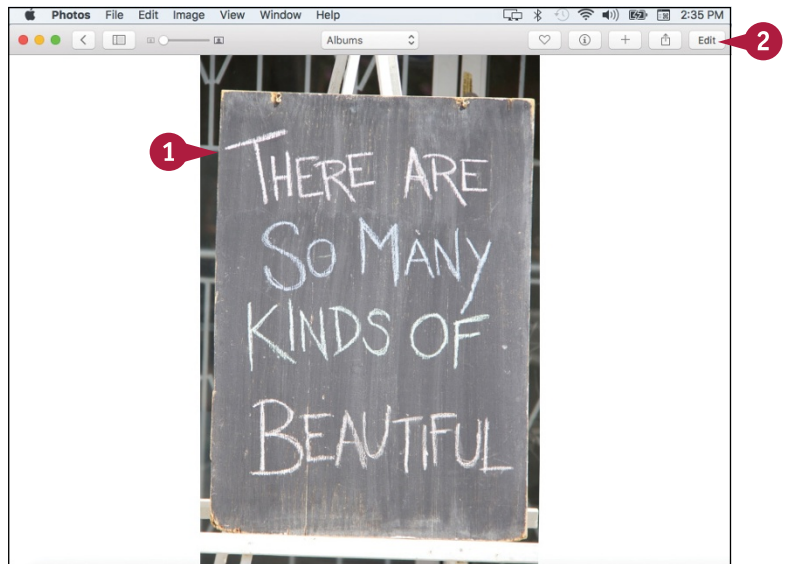 Photos File Edit Image View Window Help 2:35 PM
Albums Edit 2
1
THERE ARE
SO MANY
KINDS OF
BEAUTIFUL